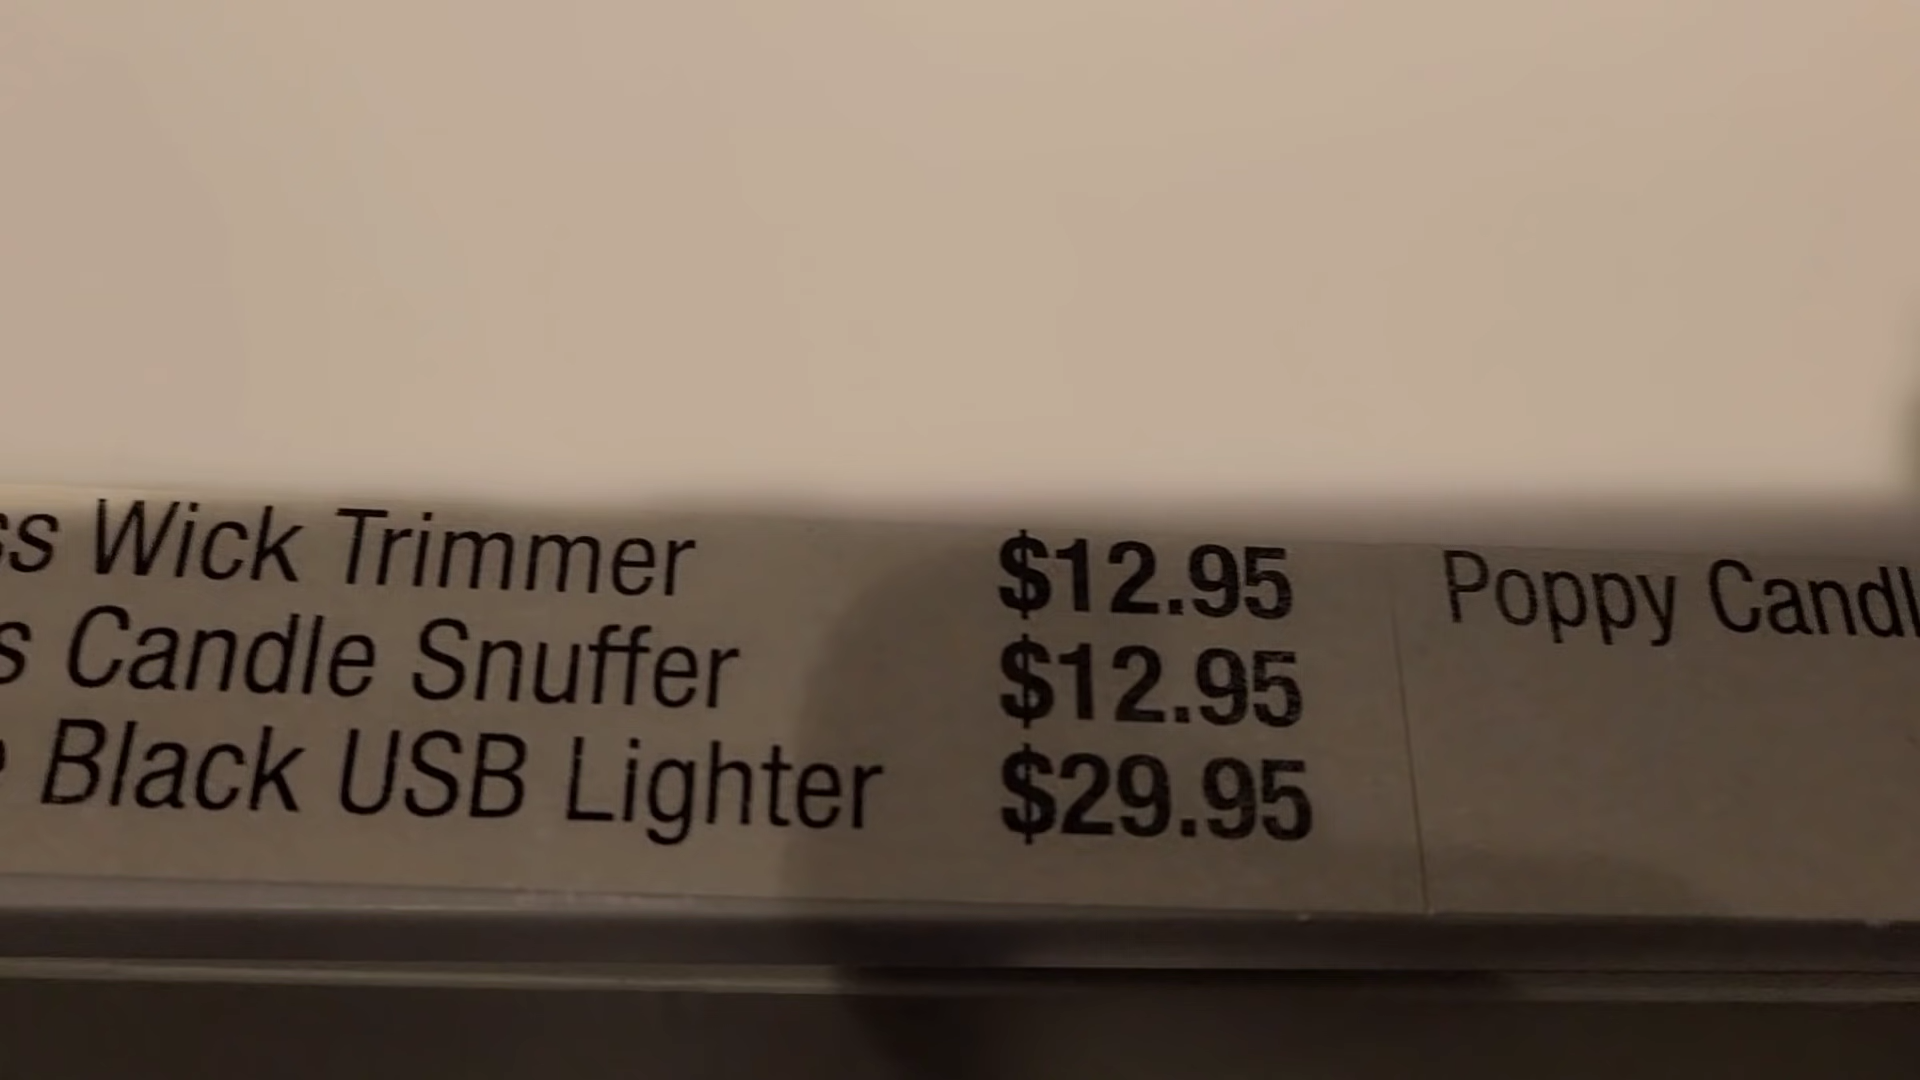 Wick Trimmer $12.95
Candle Snuffer $12.95
Black USB Lighter $29.95
Poppy